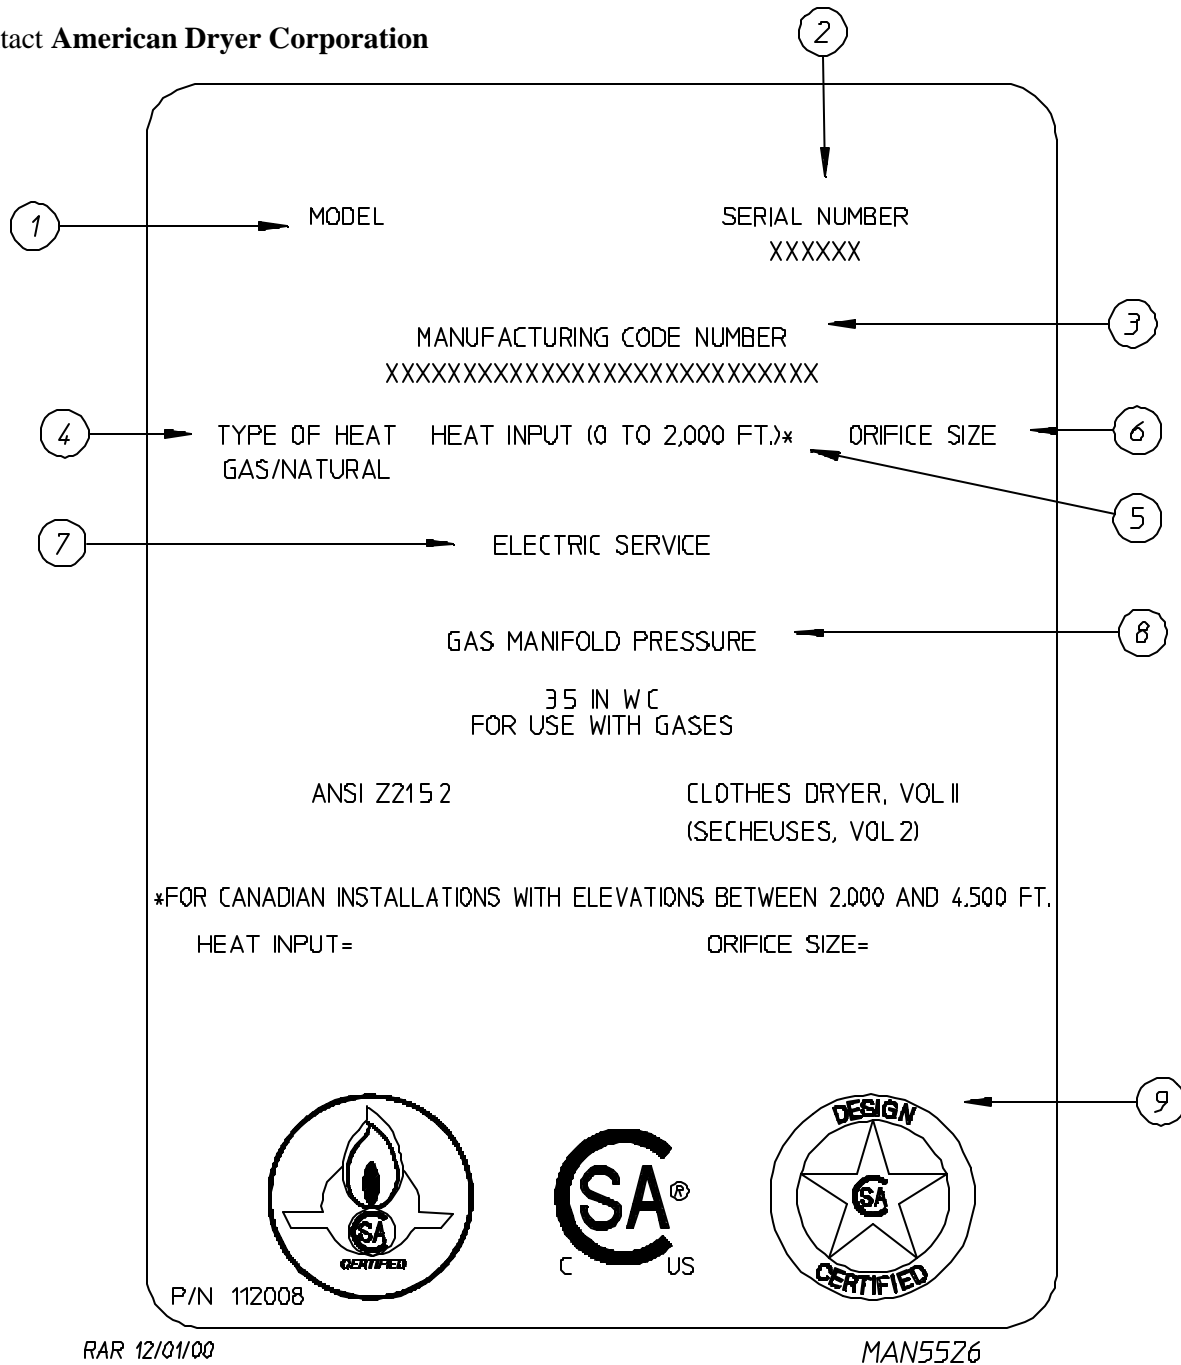 tact American Dryer Corporation
2
1
MODEL
SERIAL NUMBER
XXXXXX
3
MANUFACTURING CODE NUMBER
XXXXXXXXXXXXXXXXXXXXXXXXXXXX
4
TYPE OF HEAT HEAT INPUT (0 TO 2,000 FT.)* ORIFICE SIZE
6
GAS/NATURAL
5
7
ELECTRIC SERVICE
GAS MANIFOLD PRESSURE
8
35 IN WC
FOR USE WITH GASES
ANSI Z215 2
CLOTHES DRYER, VOL II
(SECHEUSES, VOL 2)
*FOR CANADIAN INSTALLATIONS WITH ELEVATIONS BETWEEN 2,000 AND 4,500 FT.
HEAT INPUT=
ORIFICE SIZE=
9
SA
CERTIFIED
CSA®
C US
DESIGN
CSA
CERTIFIED
P/N 112008
RAR 12/01/00
MAN5526